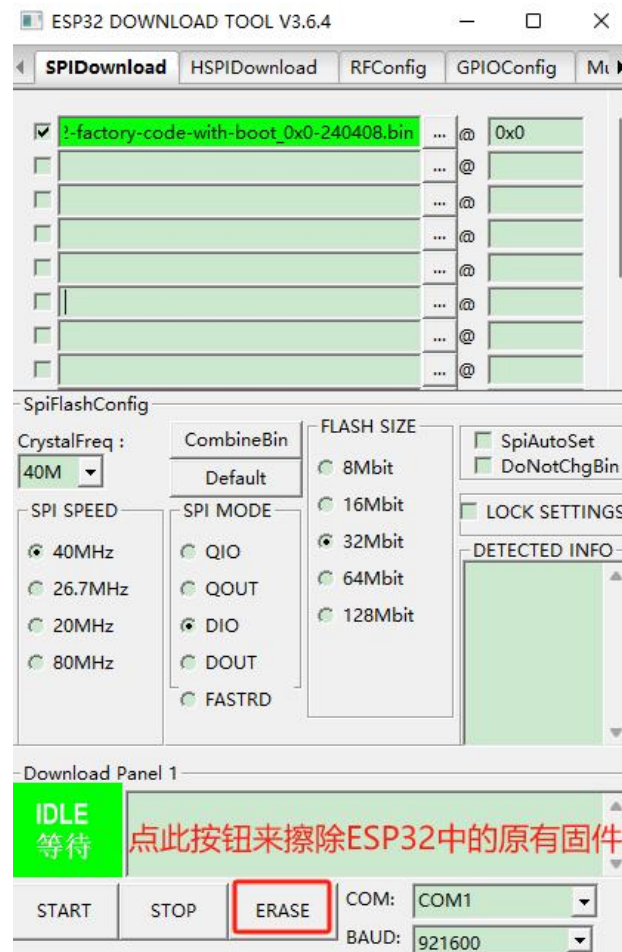 ESP32 DOWNLOAD TOOL V3.6.4
SPIDownload HSPIDownload RFConfig GPIOConfig
-factory-code-with-boot_0x0-240408.bin ... @ 0x0
... @
... @
... @
... @
... @
... @
... @
SpiFlashConfig
CrystalFreq :
40M
CombineBin
Default
SPI SPEED
40MHz
26.7MHz
20MHz
80MHz
SPI MODE
QIO
QOUT
DIO
DOUT
FASTRD
FLASH SIZE
8Mbit
16Mbit
32Mbit
64Mbit
128Mbit
SpiAutoSet
DoNotChgBin
LOCK SETTINGS
DETECTED INFO
Download Panel 1
IDLE
等待
点此按钮来擦除ESP32中的原有固件
START STOP ERASE
COM: COM1
BAUD: 921600